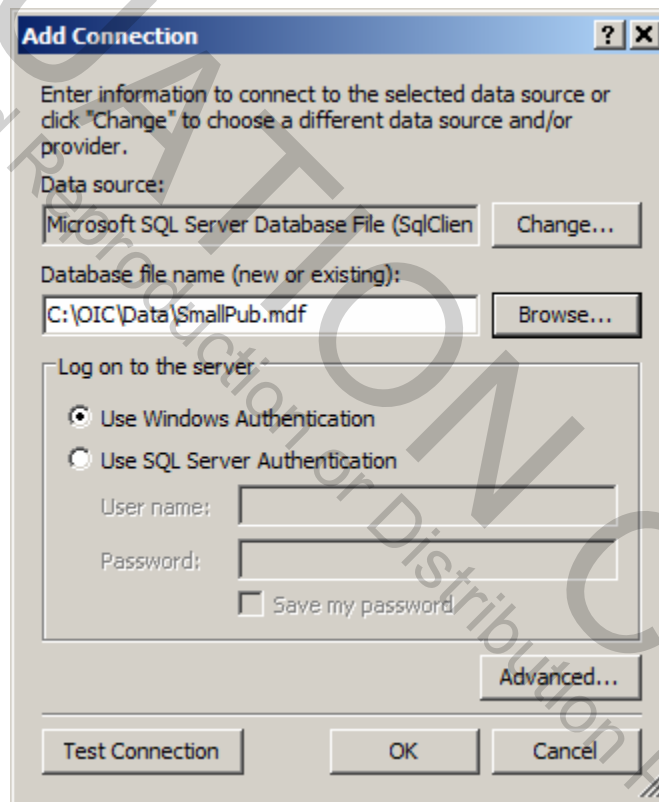 Add Connection
Enter information to connect to the selected data source or
click "Change" to choose a different data source and/or
provider.
Data source:
Microsoft SQL Server Database File (SqlClien
Change...
Database file name (new or existing):
C:\OIC\Data\SmallPub.mdf
Browse...
Log on to the server
Use Windows Authentication
Use SQL Server Authentication
User name:
Password:
Save my password
Advanced...
Test Connection
OK
Cancel
Reproduction or Distribution